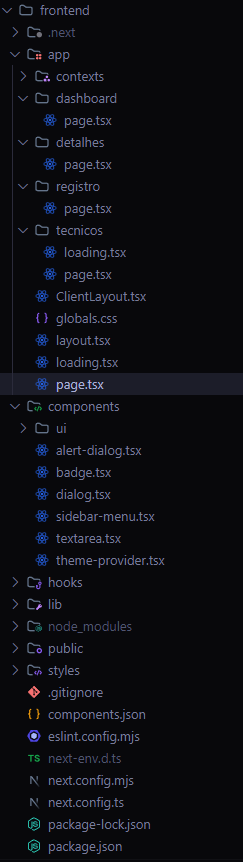 frontend
.next
app
contexts
dashboard
page.tsx
detalhes
page.tsx
registro
page.tsx
tecnicos
loading.tsx
page.tsx
ClientLayout.tsx
globals.css
layout.tsx
loading.tsx
page.tsx
components
ui
alert-dialog.tsx
badge.tsx
dialog.tsx
sidebar-menu.tsx
textarea.tsx
theme-provider.tsx
hooks
lib
node_modules
public
styles
.gitignore
components.json
eslint.config.mjs
TS next-env.d.ts
next.config.mjs
next.config.ts
package-lock.json
package.json